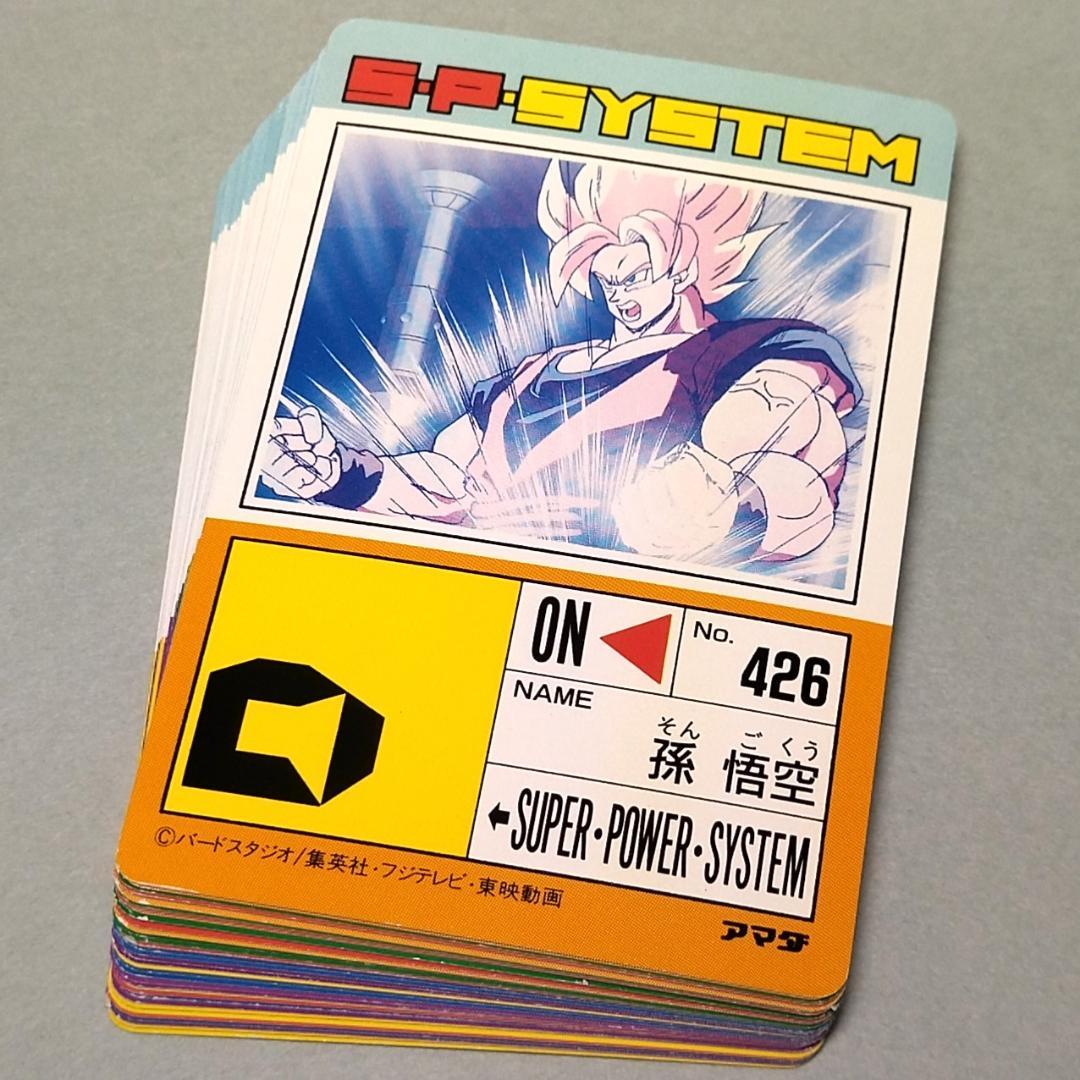 S・P・SYSTEM
ON
No.
426
NAME
そん ご くう
孫 悟空
←SUPER・POWER・SYSTEM
©バードスタジオ/集英社・フジテレビ・東映動画
アマダ